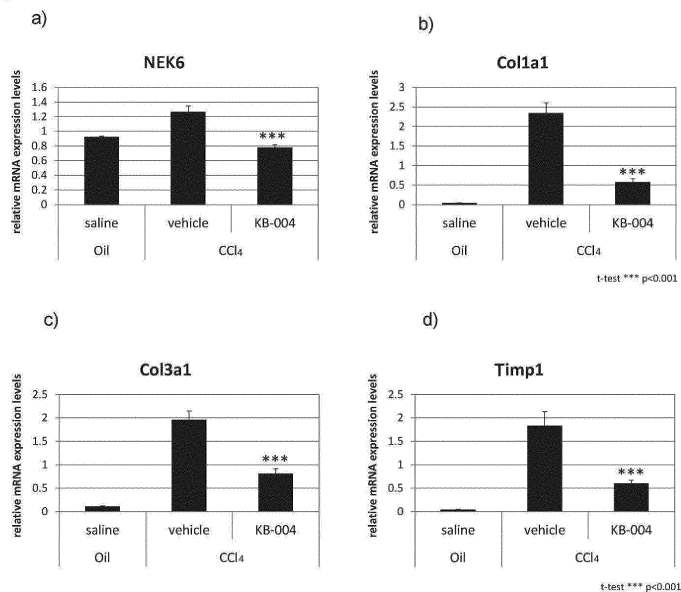 a)
NEK6
relative mRNA expression levels
1.6
1.4
1.2
1
0.8
0.6
0.4
0.2
0
***
saline vehicle KB-004
Oil CCl4
b)
Col1a1
relative mRNA expression levels
3
2.5
2
1.5
1
0.5
0
***
saline vehicle KB-004
Oil CCl4
t-test *** p<0.001
c)
Col3a1
relative mRNA expression levels
2.5
2
1.5
1
0.5
0
***
saline vehicle KB-004
Oil CCl4
d)
Timp1
relative mRNA expression levels
2.5
2
1.5
1
0.5
0
***
saline vehicle KB-004
Oil CCl4
t-test *** p<0.001